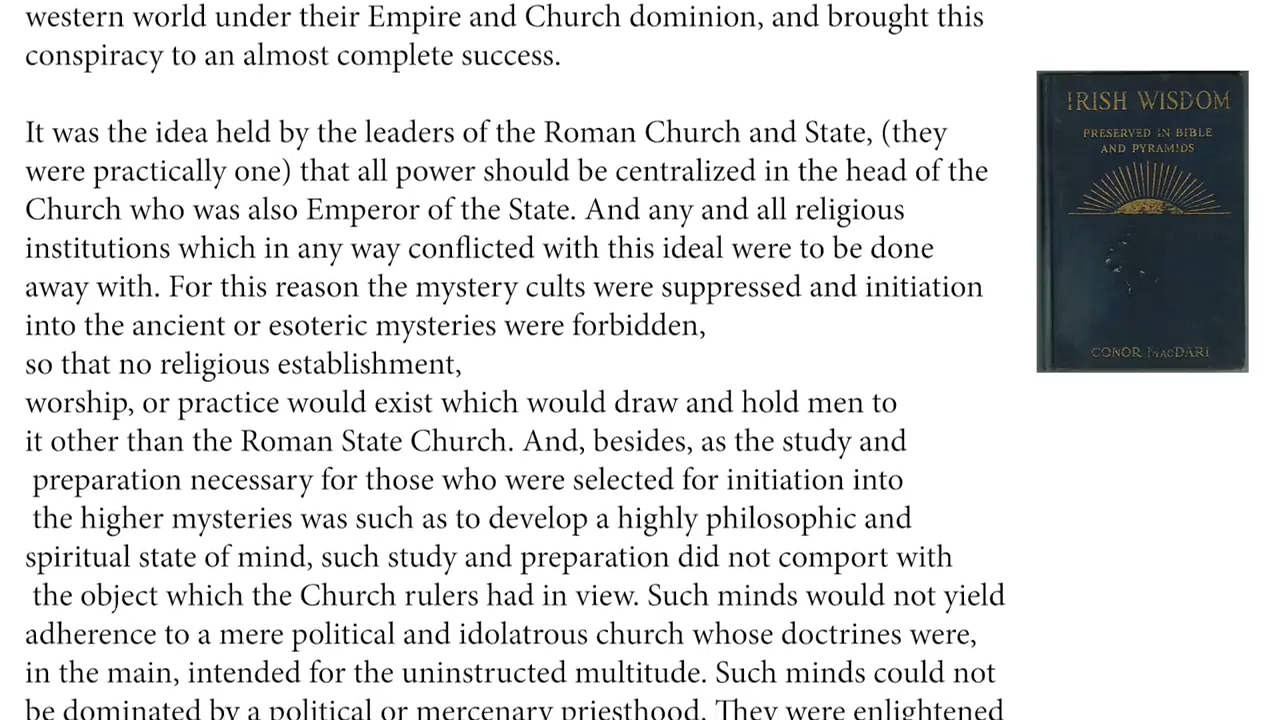 western world under their Empire and Church dominion, and brought this
conspiracy to an almost complete success.
It was the idea held by the leaders of the Roman Church and State, (they
were practically one) that all power should be centralized in the head of the
Church who was also Emperor of the State. And any and all religious
institutions which in any way conflicted with this ideal were to be done
away with. For this reason the mystery cults were suppressed and initiation
into the ancient or esoteric mysteries were forbidden,
so that no religious establishment,
worship, or practice would exist which would draw and hold men to
it other than the Roman State Church. And, besides, as the study and
preparation necessary for those who were selected for initiation into
the higher mysteries was such as to develop a highly philosophic and
spiritual state of mind, such study and preparation did not comport with
the object which the Church rulers had in view. Such minds would not yield
adherence to a mere political and idolatrous church whose doctrines were,
in the main, intended for the uninstructed multitude. Such minds could not
be dominated by a political or mercenary priesthood. They were enlightened
IRISH WISDOM
PRESERVED IN BIBLE
AND PYRAMIDS
CONOR MACDARI